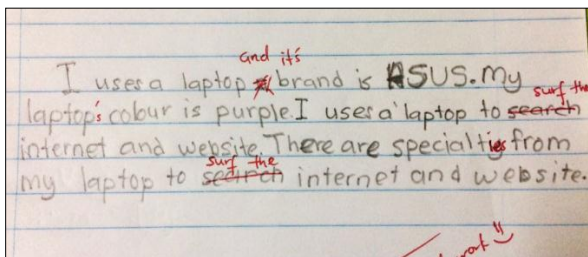 and it's
I uses a laptop brand is ASUS. My
surf the
laptop's colour is purple. I uses a laptop to search
internet and website. There are specialties from
surf the
my laptop to search internet and website.